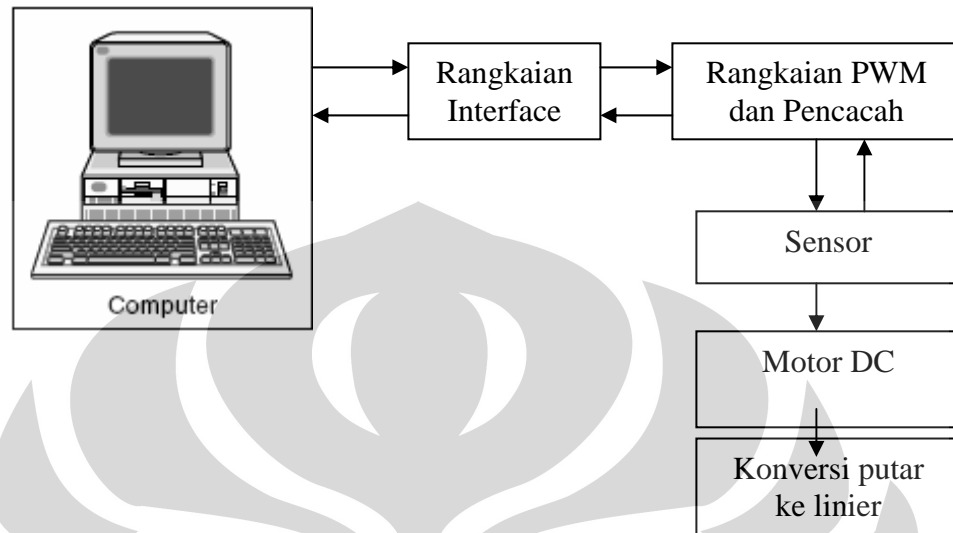 Computer
Rangkaian
Interface
Rangkaian PWM
dan Pencacah
Sensor
Motor DC
Konversi putar
ke linier